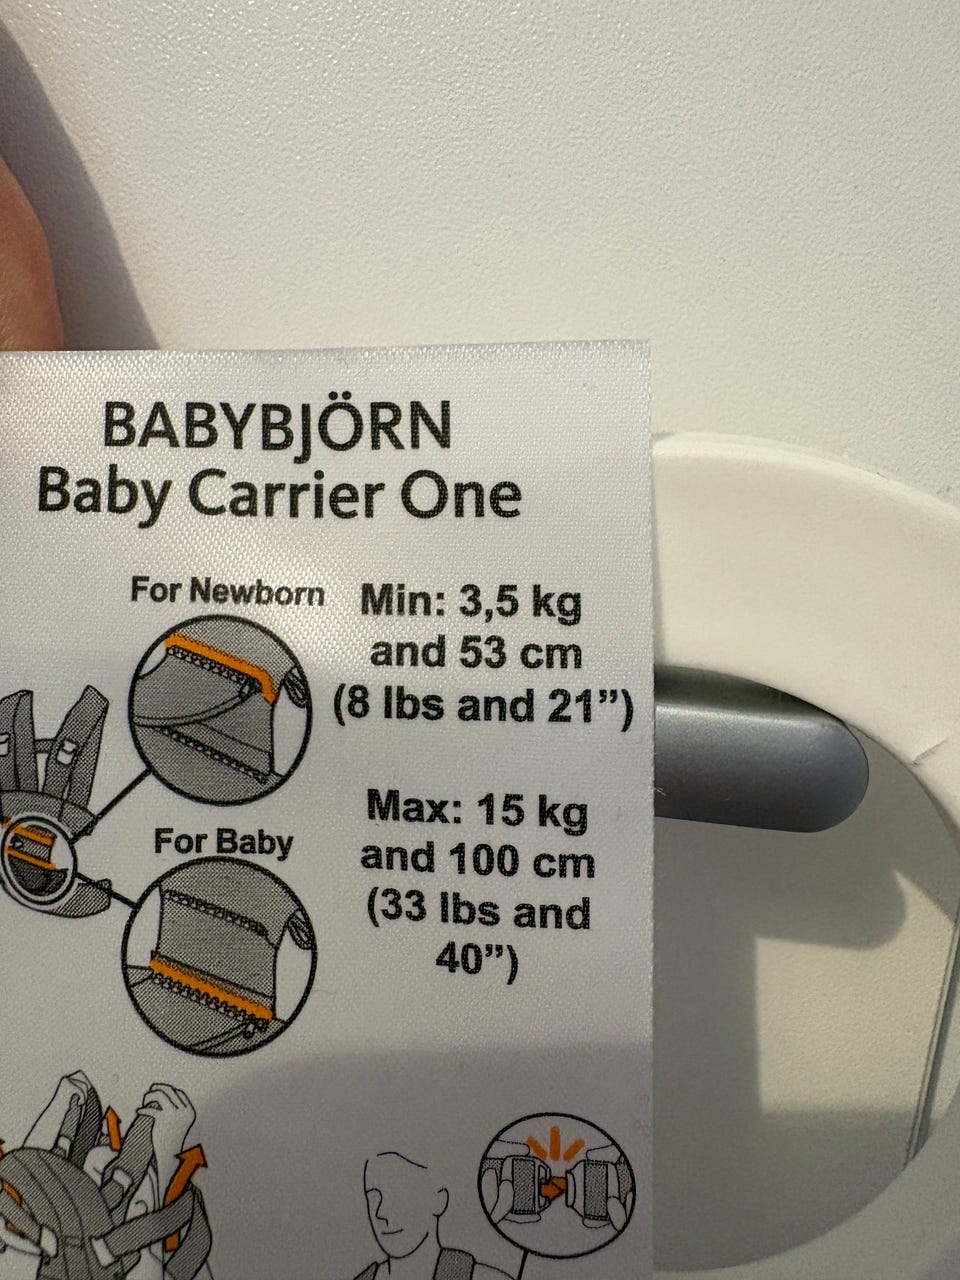 BABYBJÖRN
Baby Carrier One
For Newborn
Min: 3,5 kg
and 53 cm
(8 lbs and 21”)
Max: 15 kg
and 100 cm
(33 lbs and
40”)
For Baby